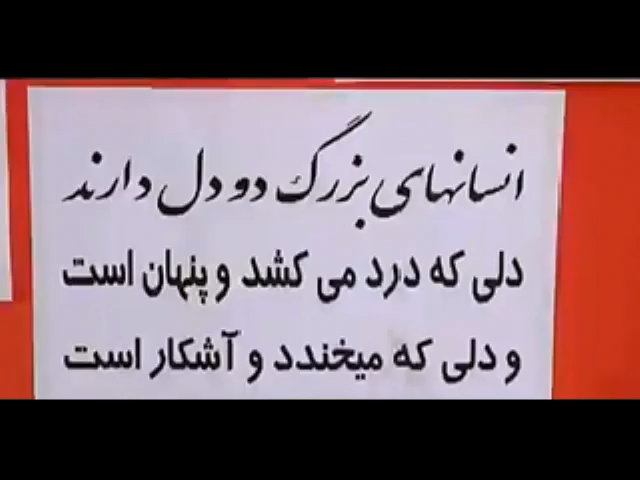 انسانهای بزرگ دو دل دارند
دلی که درد می کشد و پنهان است
و دلی که میخندد و آشکار است